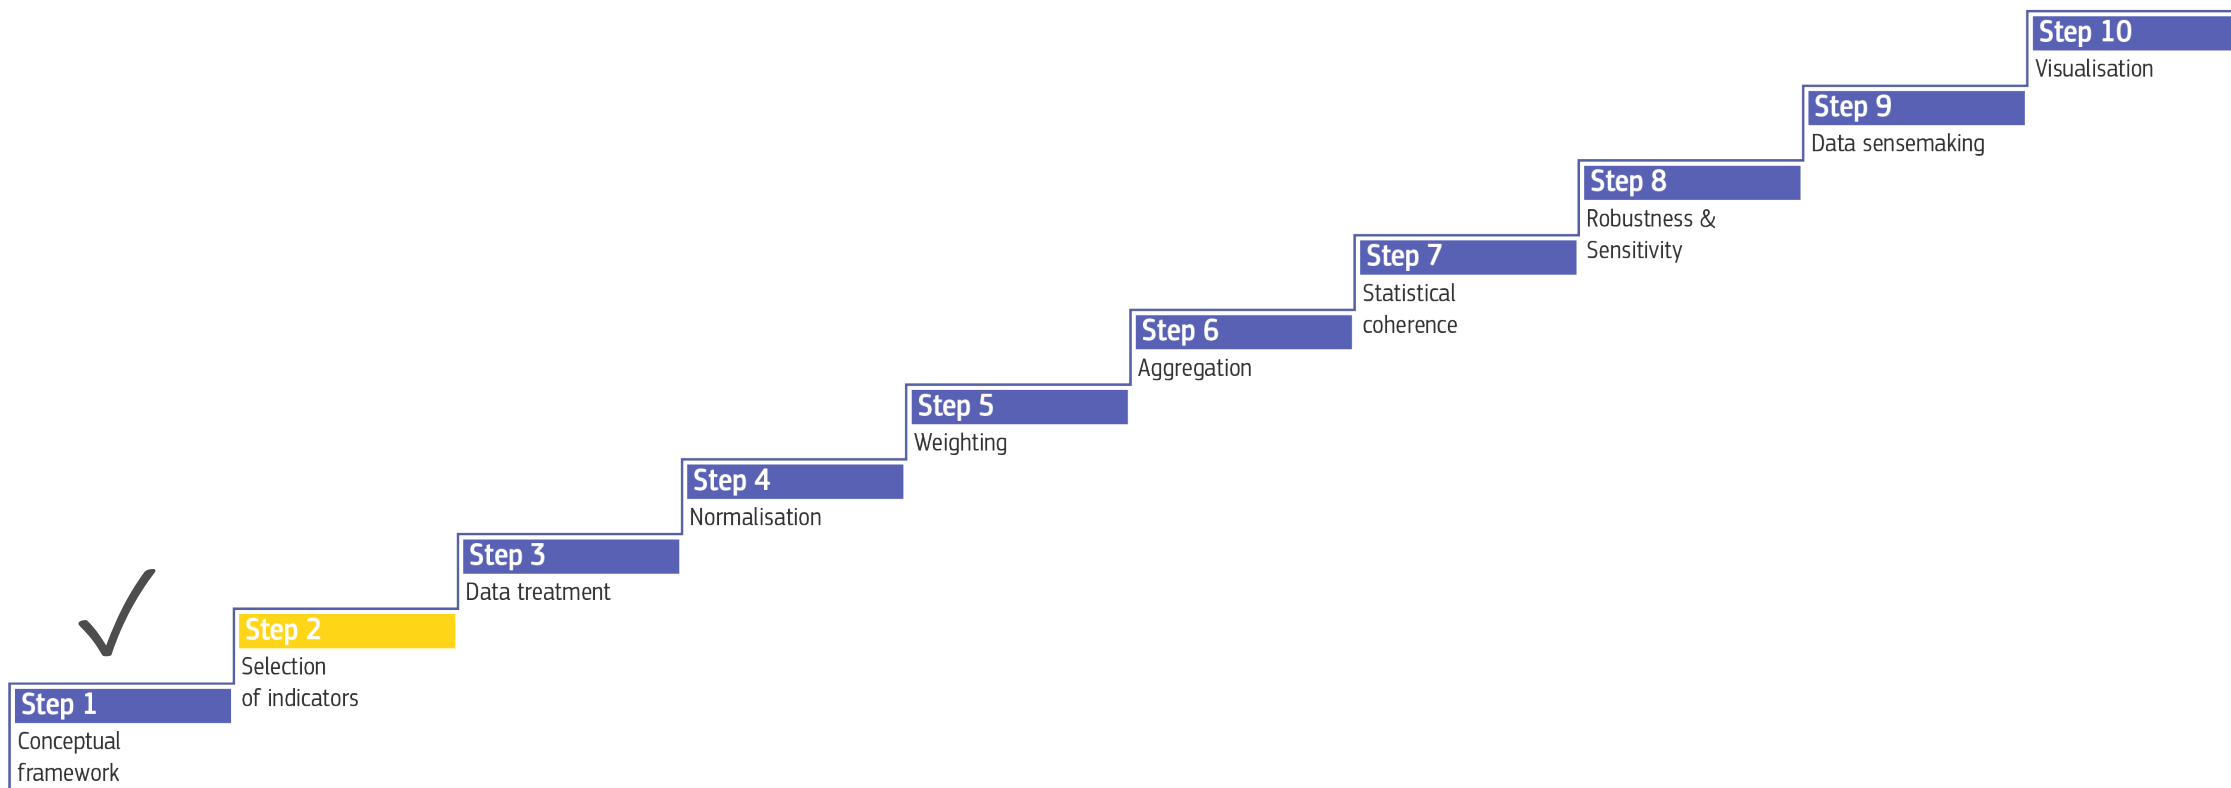 Step 1
Conceptual
framework
Step 2
Selection
of indicators
Step 3
Data treatment
Step 4
Normalisation
Step 5
Weighting
Step 6
Aggregation
Step 7
Statistical
coherence
Step 8
Robustness &
Sensitivity
Step 9
Data sensemaking
Step 10
Visualisation